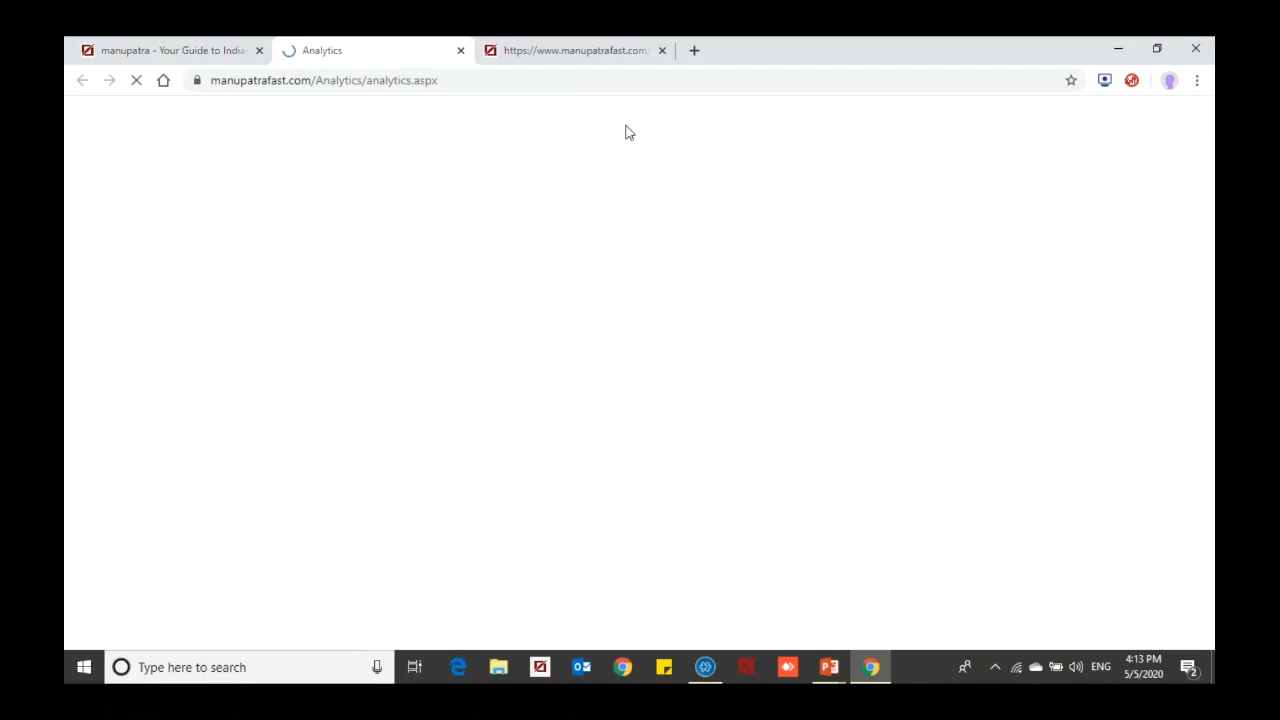 manupatra - Your Guide to India
Analytics
https://www.manupatrafast.com/
manupatrafast.com/Analytics/analytics.aspx
Type here to search
ENG
4:13 PM
5/5/2020
2